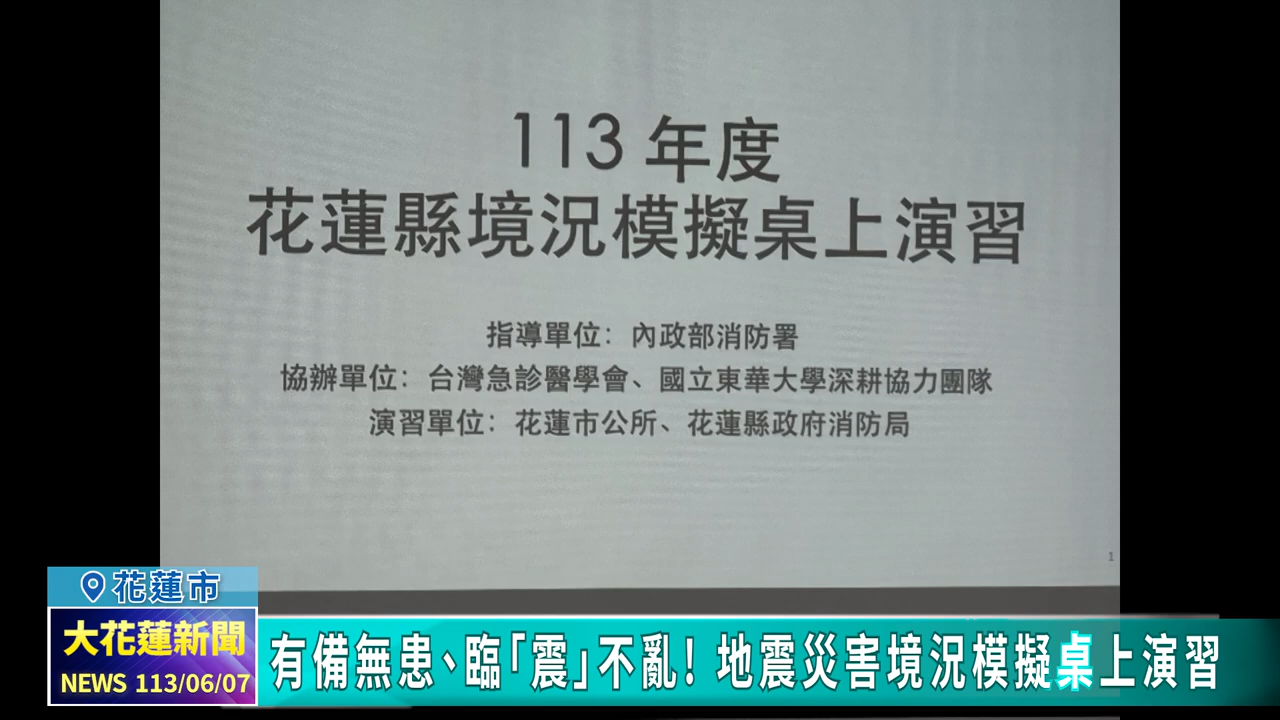 113 年度
花蓮縣境況模擬桌上演習
指導單位：內政部消防署
協辦單位：台灣急診醫學會、國立東華大學深耕協力團隊
演習單位：花蓮市公所、花蓮縣政府消防局
1
花蓮市
大花蓮新聞
NEWS 113/06/07
有備無患、臨「震」不亂！地震災害境況模擬桌上演習